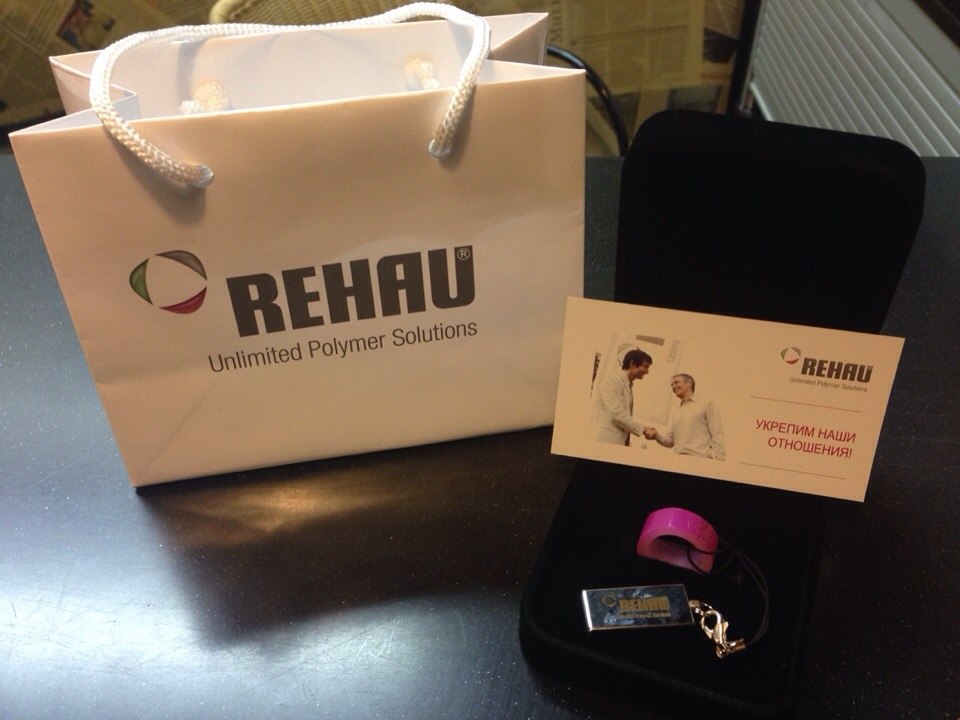 REHAU®
Unlimited Polymer Solutions
REHAU
Unlimited Polymer Solutions
УКРЕПИМ НАШИ
ОТНОШЕНИЯ!
REHAU